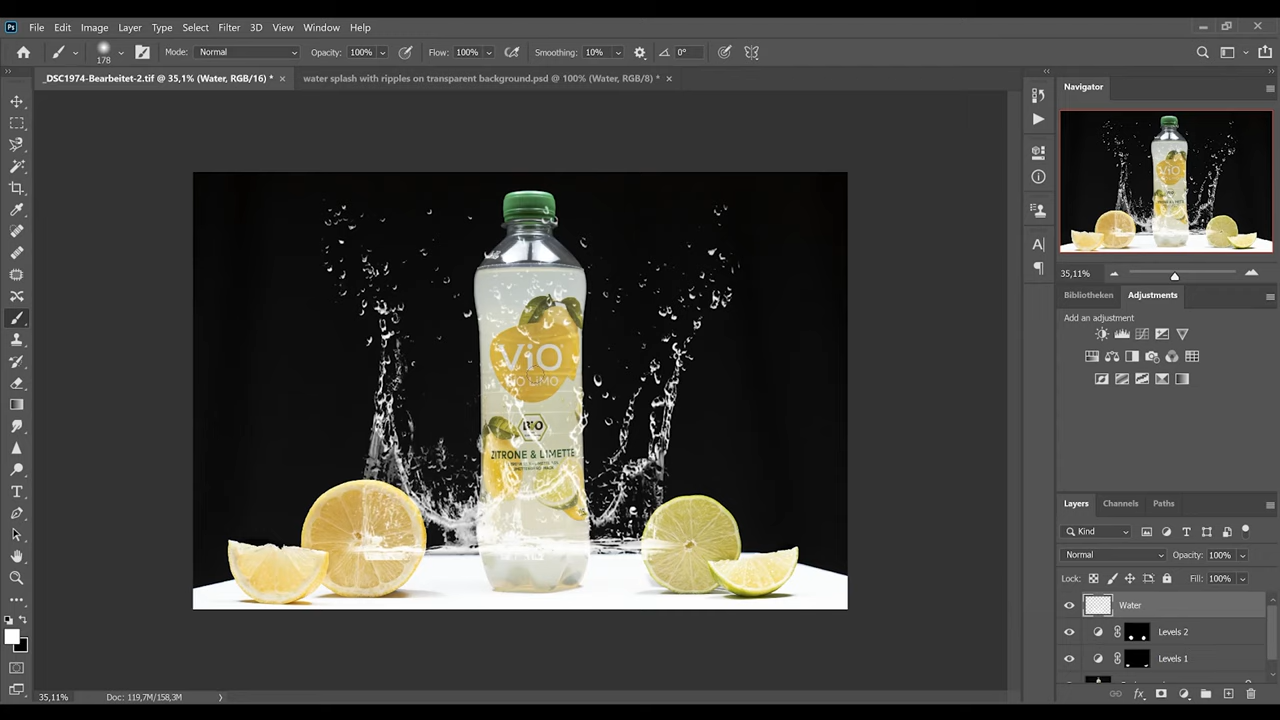 Ps File Edit Image Layer Type Select Filter 3D View Window Help
178 Mode: Normal Opacity: 100% Flow: 100% Smoothing: 10% 0°
_DSC1974-Bearbeitet-2.tif @ 35,1% (Water, RGB/16) * water splash with ripples on transparent background.psd @ 100% (Water, RGB/8) *
Navigator
35,11%
Bibliotheken Adjustments
Add an adjustment
ViO
BIO LIMO
BiO
ZITRONE & LIMETTE
Layers Channels Paths
Kind
Normal Opacity: 100%
Lock: Fill: 100%
Water
Levels 2
Levels 1
35,11% Doc: 119,7M/158,3M